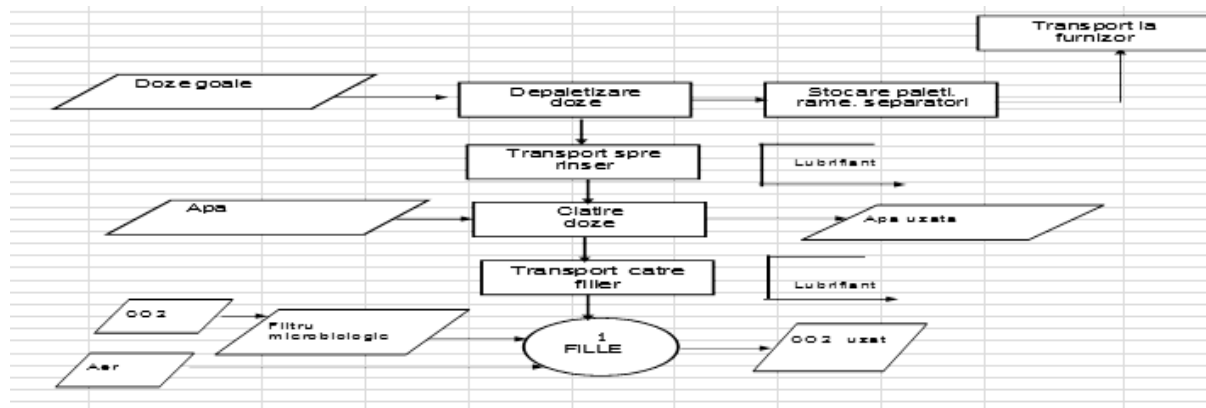 Transport la
furnizor
Doze goale
Depaletizare
doze
Stocare paleti.
rame. separatori
Transport spre
rinser
Lubrifiant
Apa
Clatire
doze
Apa uzata
Transport catre
filler
Lubrifiant
CO2
Filtru
microbiologic
1
FILLE
CO2 uzat
Aer